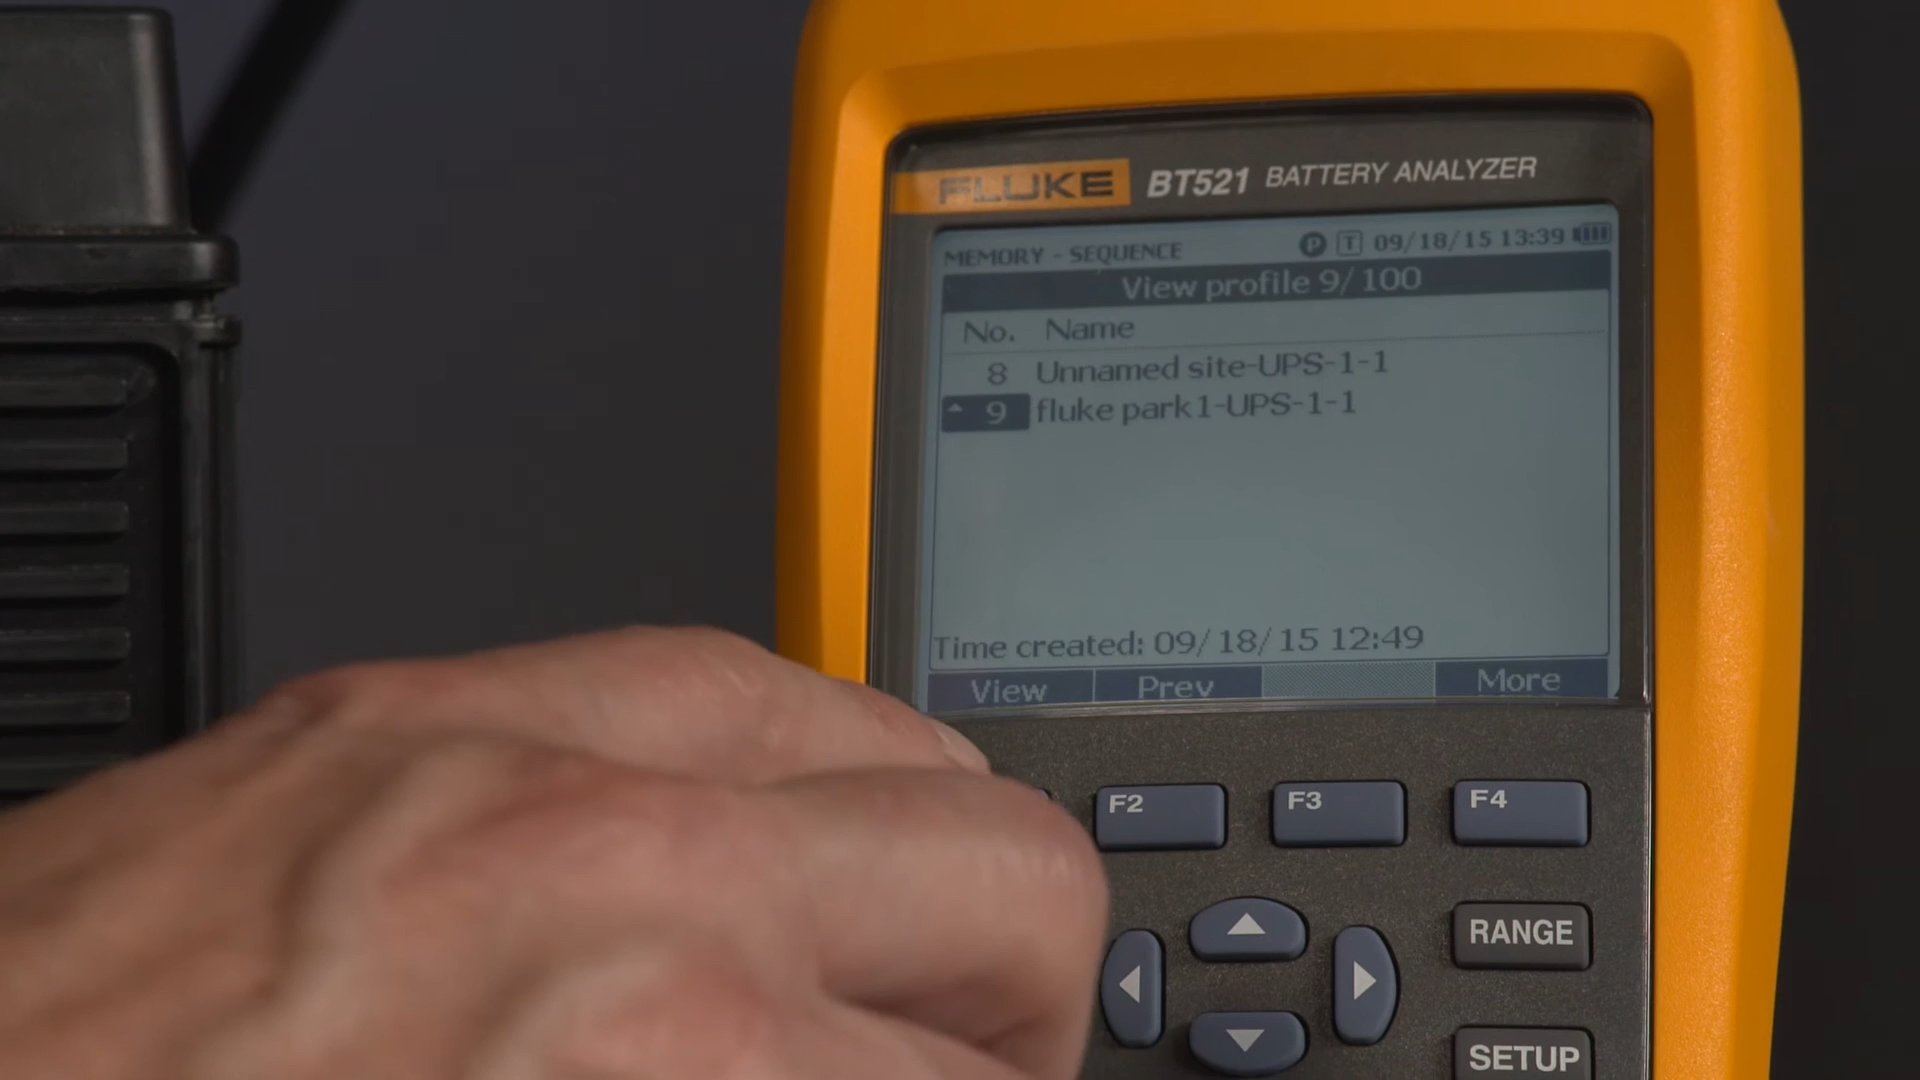 FLUKE BT521 BATTERY ANALYZER
MEMORY - SEQUENCE P T 09/18/15 13:39
View profile 9/100
No. Name
8 Unnamed site-UPS-1-1
9 fluke park1-UPS-1-1
Time created: 09/18/15 12:49
View Prev More
F2 F3 F4
RANGE
SETUP